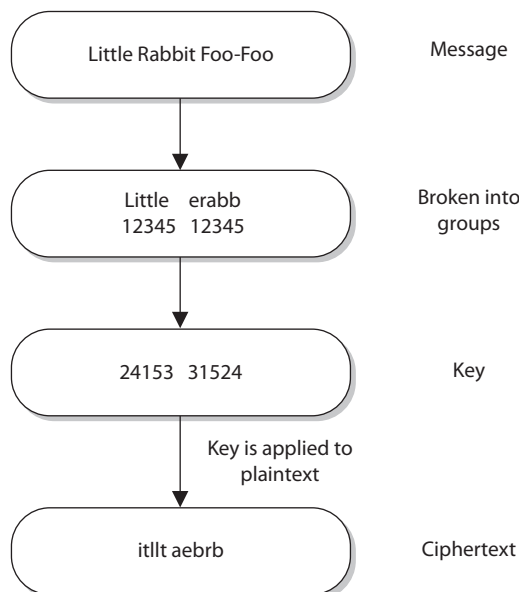 Little Rabbit Foo-Foo
Message
Little erabb
12345 12345
Broken into
groups
24153 31524
Key
Key is applied to
plaintext
itllt aebrb
Ciphertext